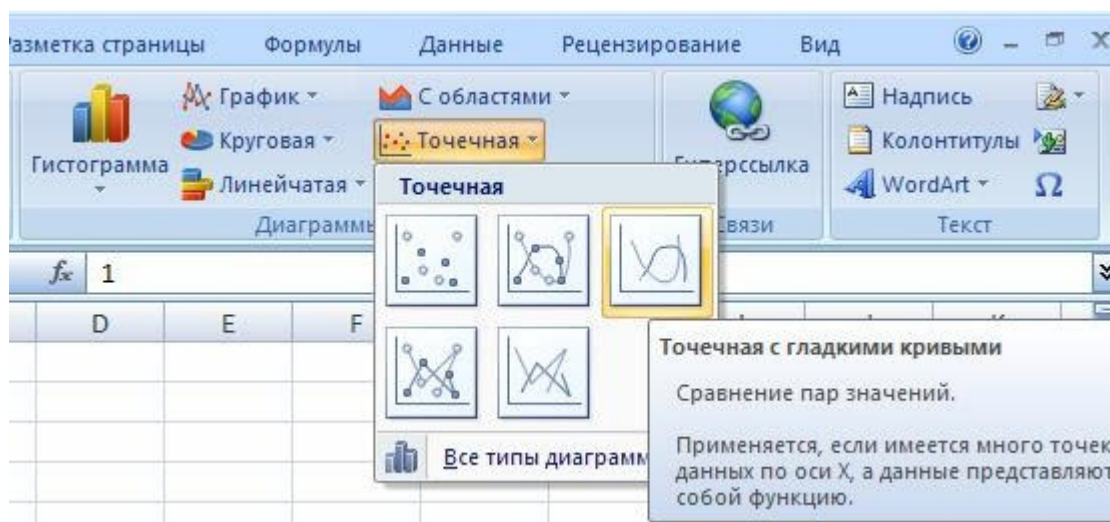 азметка страницы Формулы Данные Рецензирование Вид
График С областями Надпись
Круговая Точечная Колонтитулы
Гистограмма Линейчатая WordArt Ω
Точечная
Текст
fx 1
D E F
Точечная с гладкими кривыми
Сравнение пар значений.
Применяется, если имеется много точек
данных по оси X, а данные представляют
собой функцию.
Все типы диаграмм